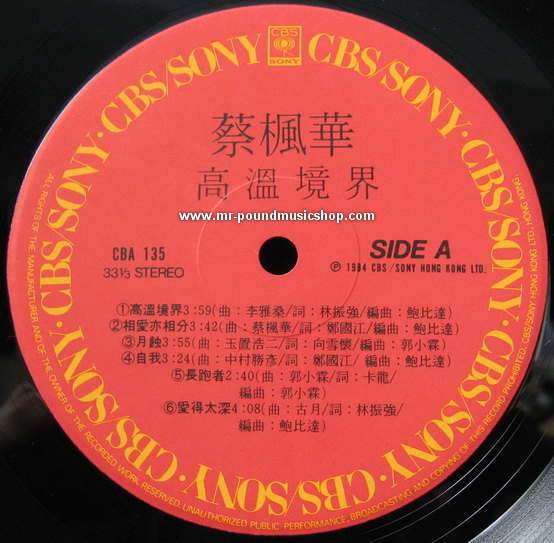 CBS
SONY
CBS/SONY · CBS/SONY · CBS/SONY · CBS/SONY · CBS/SONY · CBS/SONY · CBS/SONY
蔡楓華
高溫境界
www.mr-poundmusicshop.com
CBA 135
33⅓ STEREO
SIDE A
Ⓟ 1984 CBS / SONY HONG KONG LTD.
①高溫境界3:59(曲:李雅桑/詞:林振強/編曲:鮑比達)
②相愛亦相分3:42(曲:蔡楓華/詞:鄭國江/編曲:鮑比達)
③月蝕3:55(曲:玉置浩二/詞:向雪懷/編曲:郭小霖)
④自我3:24(曲:中村勝彥/詞:鄭國江/編曲:鮑比達)
⑤長跑者2:40(曲:郭小霖/詞:卡龍/
編曲:郭小霖)
⑥愛得太深4:08(曲:古月/詞:林振強/
編曲:鮑比達)
ALL RIGHTS OF THE MANUFACTURER AND OF THE OWNER OF THE RECORDED WORK RESERVED. UNAUTHORIZED PUBLIC PERFORMANCE, BROADCASTING AND COPYING OF THIS RECORD PROHIBITED. CBS/SONY HONG KONG LTD., HONG KONG